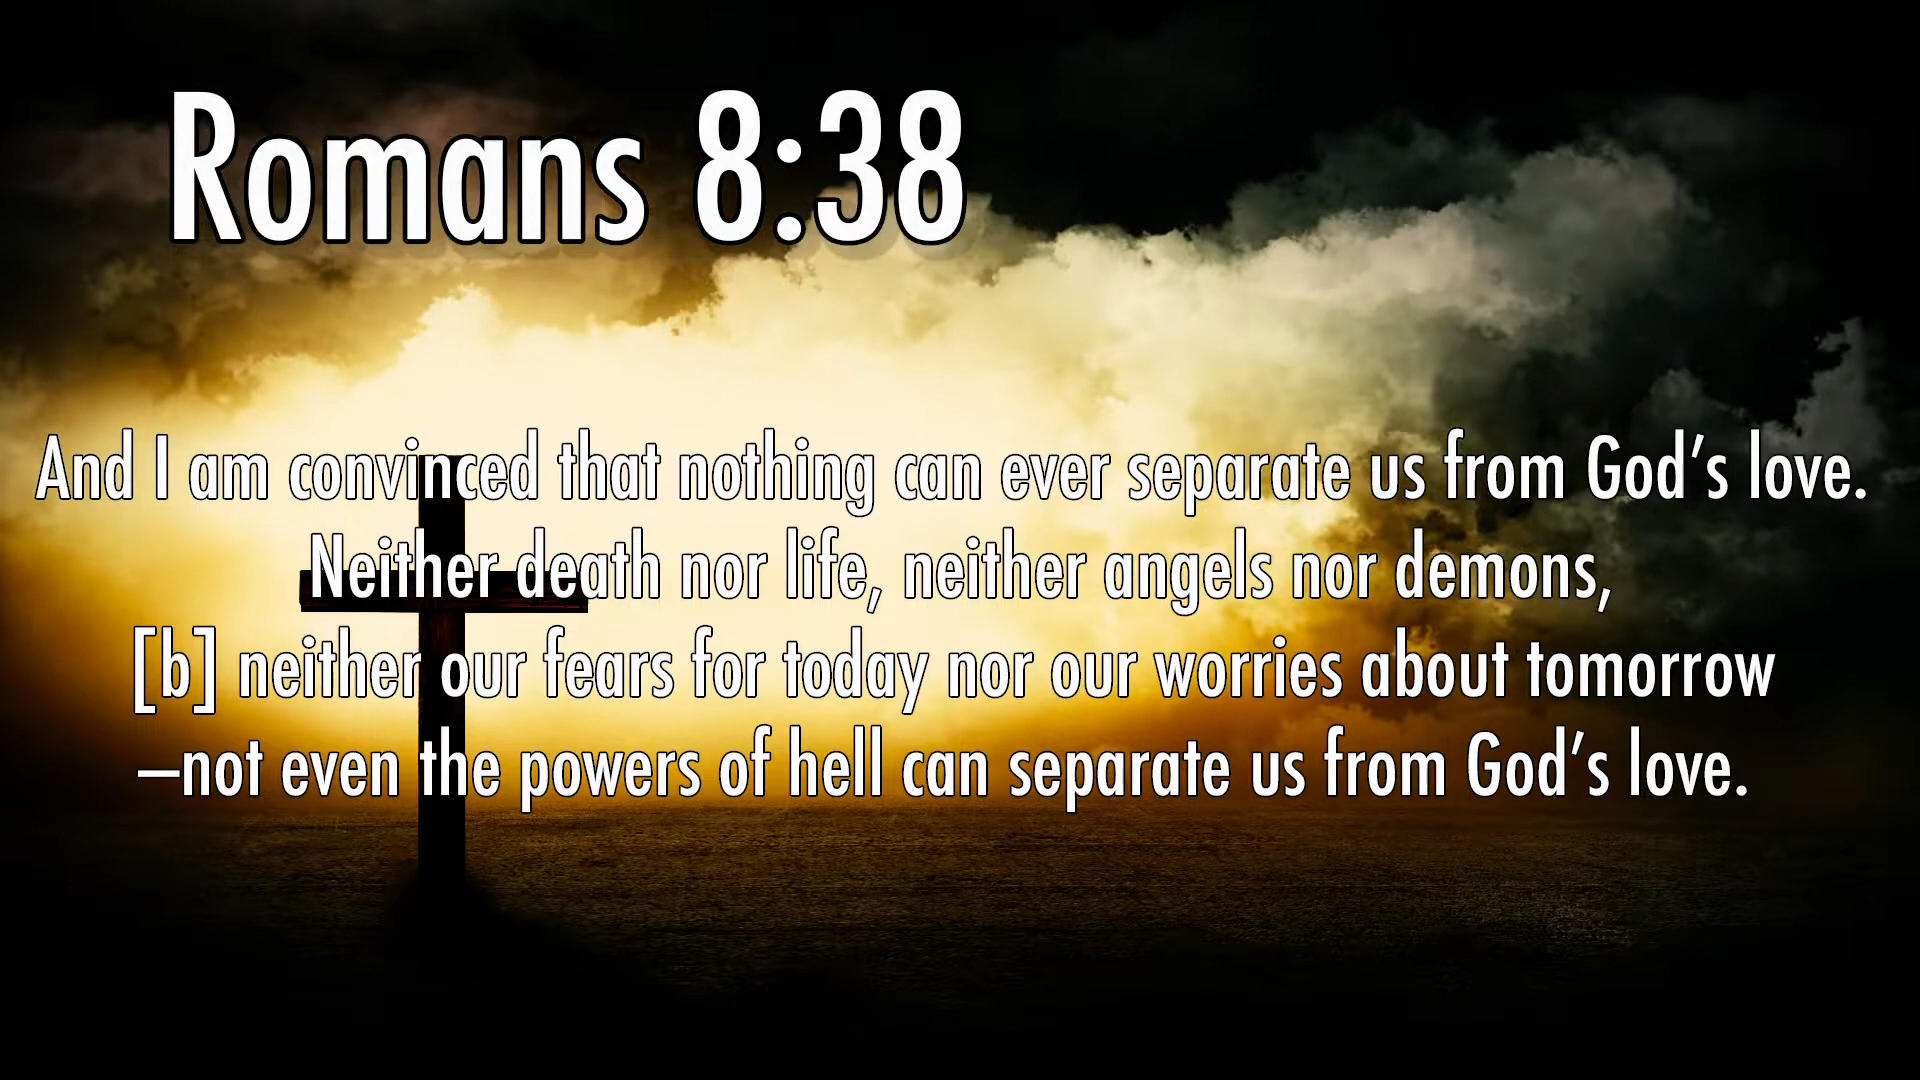 Romans 8:38
And I am convinced that nothing can ever separate us from God’s love.
Neither death nor life, neither angels nor demons,
[b] neither our fears for today nor our worries about tomorrow
–not even the powers of hell can separate us from God’s love.